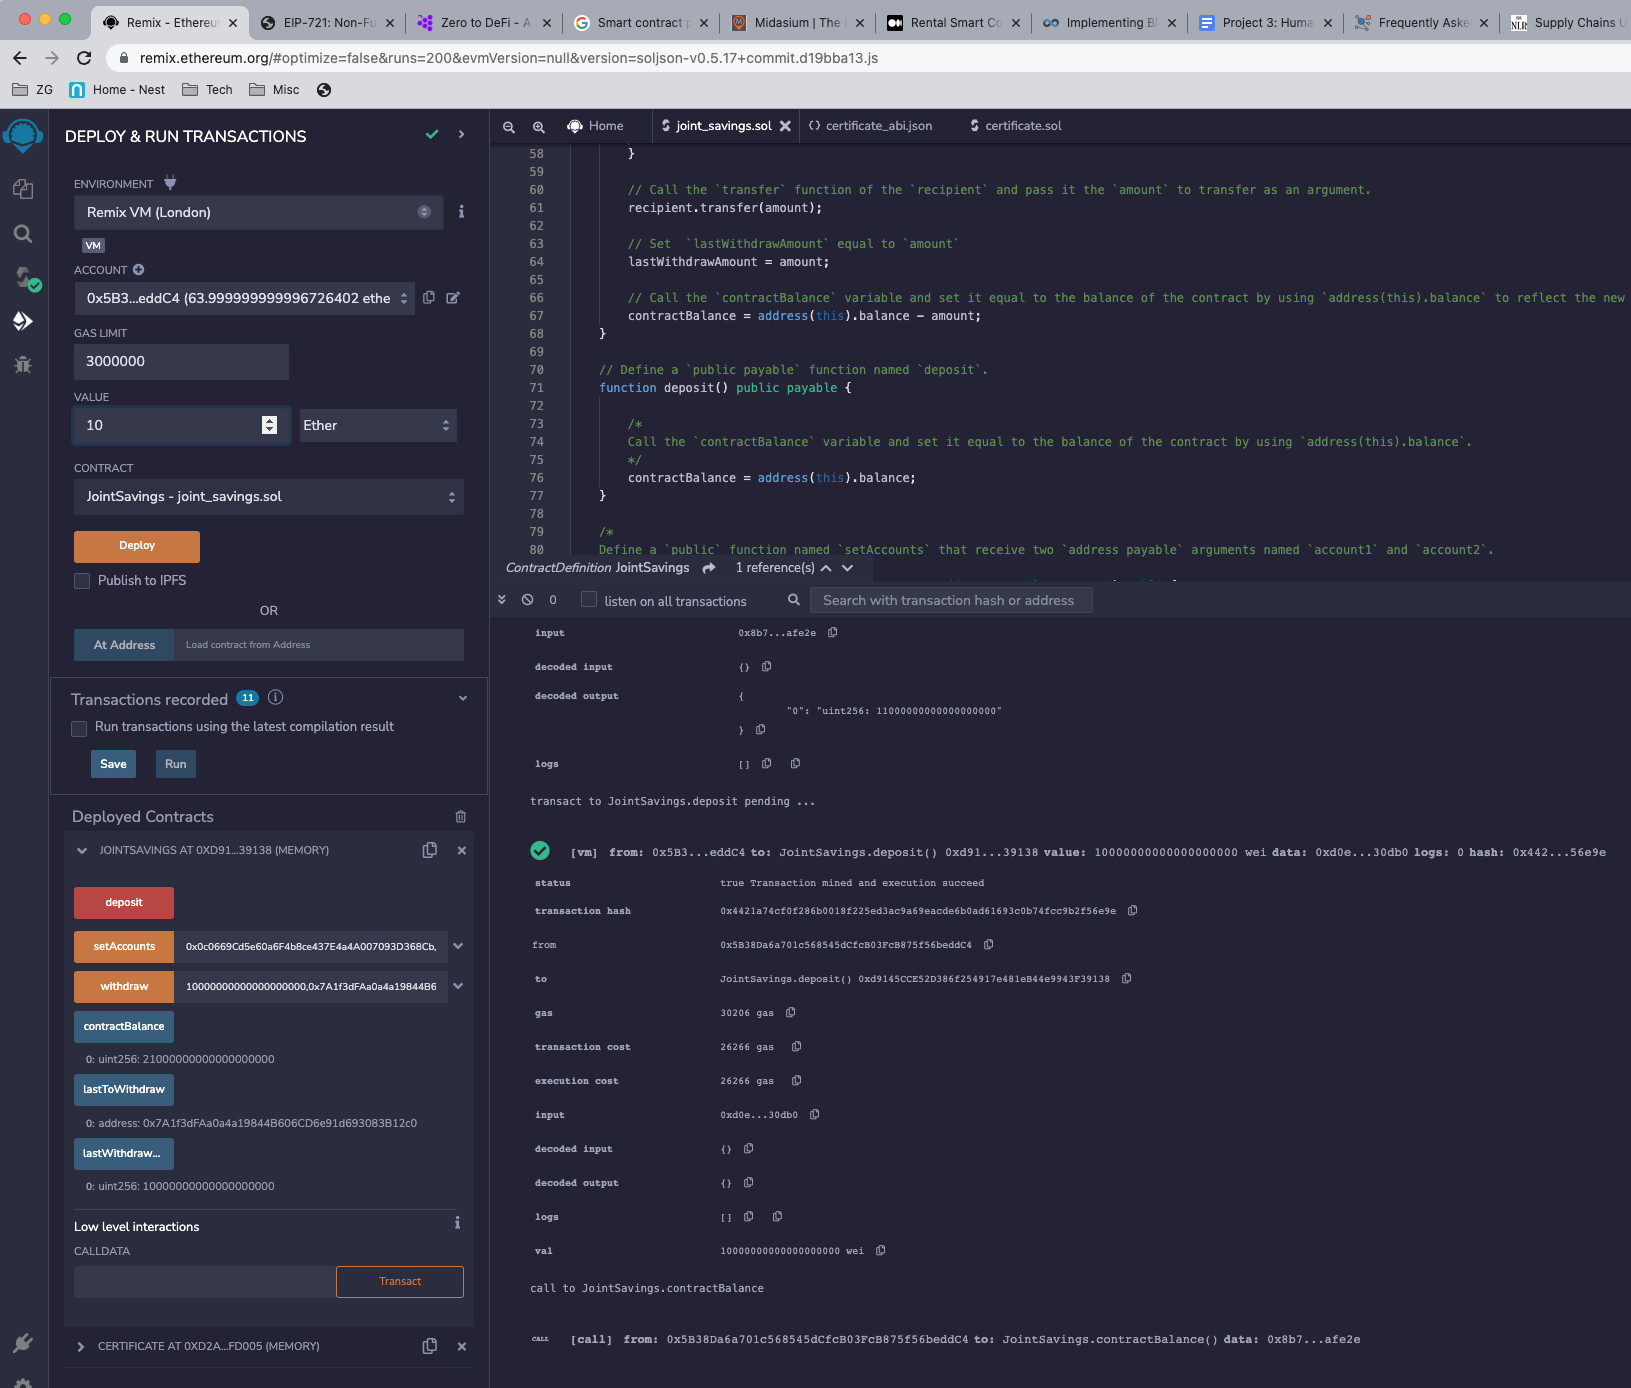 Remix - Ethereu
EIP-721: Non-Fu
Zero to DeFi - A
Smart contract p
Midasium | The
Rental Smart Co
Implementing Bl
Project 3: Huma
Frequently Aske
Supply Chains U
remix.ethereum.org/#optimize=false&runs=200&evmVersion=null&version=soljson-v0.5.17+commit.d19bba13.js
ZG
Home - Nest
Tech
Misc
DEPLOY & RUN TRANSACTIONS
ENVIRONMENT
Remix VM (London)
VM
ACCOUNT
0x5B3...eddC4 (63.999999999996726402 ethe
GAS LIMIT
3000000
VALUE
10
Ether
CONTRACT
JointSavings - joint_savings.sol
Deploy
Publish to IPFS
OR
At Address
Load contract from Address
Transactions recorded 11
Run transactions using the latest compilation result
Save
Run
Deployed Contracts
JOINTSAVINGS AT 0XD91...39138 (MEMORY)
deposit
setAccounts
0x0c0669Cd5e60a6F4b8ce437E4a4A007093D368Cb,
withdraw
10000000000000000000,0x7A1f3dFAa0a4a19844B6
contractBalance
0: uint256: 21000000000000000000
lastToWithdraw
0: address: 0x7A1f3dFAa0a4a19844B606CD6e91d693083B12c0
lastWithdraw...
0: uint256: 10000000000000000000
Low level interactions
CALLDATA
Transact
CERTIFICATE AT 0XD2A...FD005 (MEMORY)
Home
joint_savings.sol
certificate_abi.json
certificate.sol
58 }
59
60 // Call the `transfer` function of the `recipient` and pass it the `amount` to transfer as an argument.
61 recipient.transfer(amount);
62
63 // Set  `lastWithdrawAmount` equal to `amount`
64 lastWithdrawAmount = amount;
65
66 // Call the `contractBalance` variable and set it equal to the balance of the contract by using `address(this).balance` to reflect the new
67 contractBalance = address(this).balance - amount;
68 }
69
70 // Define a `public payable` function named `deposit`.
71 function deposit() public payable {
72
73 /*
74 Call the `contractBalance` variable and set it equal to the balance of the contract by using `address(this).balance`.
75 */
76 contractBalance = address(this).balance;
77 }
78
79 /*
80 Define a `public` function named `setAccounts` that receive two `address payable` arguments named `account1` and `account2`.
ContractDefinition JointSavings
1 reference(s)
0
listen on all transactions
Search with transaction hash or address
input 0x8b7...afe2e
decoded input {}
decoded output {
"0": "uint256: 11000000000000000000"
}
logs []
transact to JointSavings.deposit pending ...
[vm] from: 0x5B3...eddC4 to: JointSavings.deposit() 0xd91...39138 value: 10000000000000000000 wei data: 0xd0e...30db0 logs: 0 hash: 0x442...56e9e
status true Transaction mined and execution succeed
transaction hash 0x4421a74cf0f286b0018f225ed3ac9a69eacde6b0ad61693c0b74fcc9b2f56e9e
from 0x5B38Da6a701c568545dCfcB03FcB875f56beddC4
to JointSavings.deposit() 0xd9145CCE52D386f254917e481eB44e9943F39138
gas 30206 gas
transaction cost 26266 gas
execution cost 26266 gas
input 0xd0e...30db0
decoded input {}
decoded output {}
logs []
val 10000000000000000000 wei
call to JointSavings.contractBalance
CALL [call] from: 0x5B38Da6a701c568545dCfcB03FcB875f56beddC4 to: JointSavings.contractBalance() data: 0x8b7...afe2e